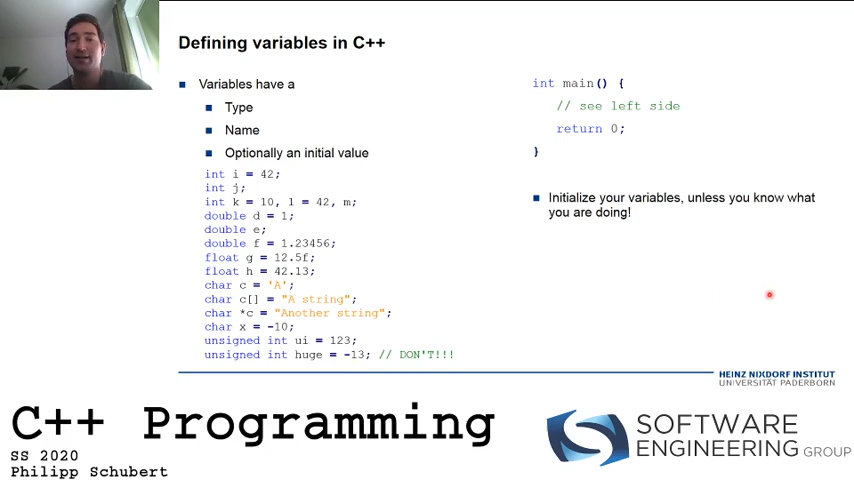 Defining variables in C++
Variables have a
Type
Name
Optionally an initial value
int i = 42;
int j;
int k = 10, l = 42, m;
double d = 1;
double e;
double f = 1.23456;
float g = 12.5f;
float h = 42.13;
char c = 'A';
char c[] = "A string";
char *c = "Another string";
char x = -10;
unsigned int ui = 123;
unsigned int huge = -13; // DON'T!!!
int main() {
// see left side
return 0;
}
Initialize your variables, unless you know what
you are doing!
HEINZ NIXDORF INSTITUT
UNIVERSITÄT PADERBORN
C++ Programming
SS 2020
Philipp Schubert
SOFTWARE
ENGINEERING GROUP